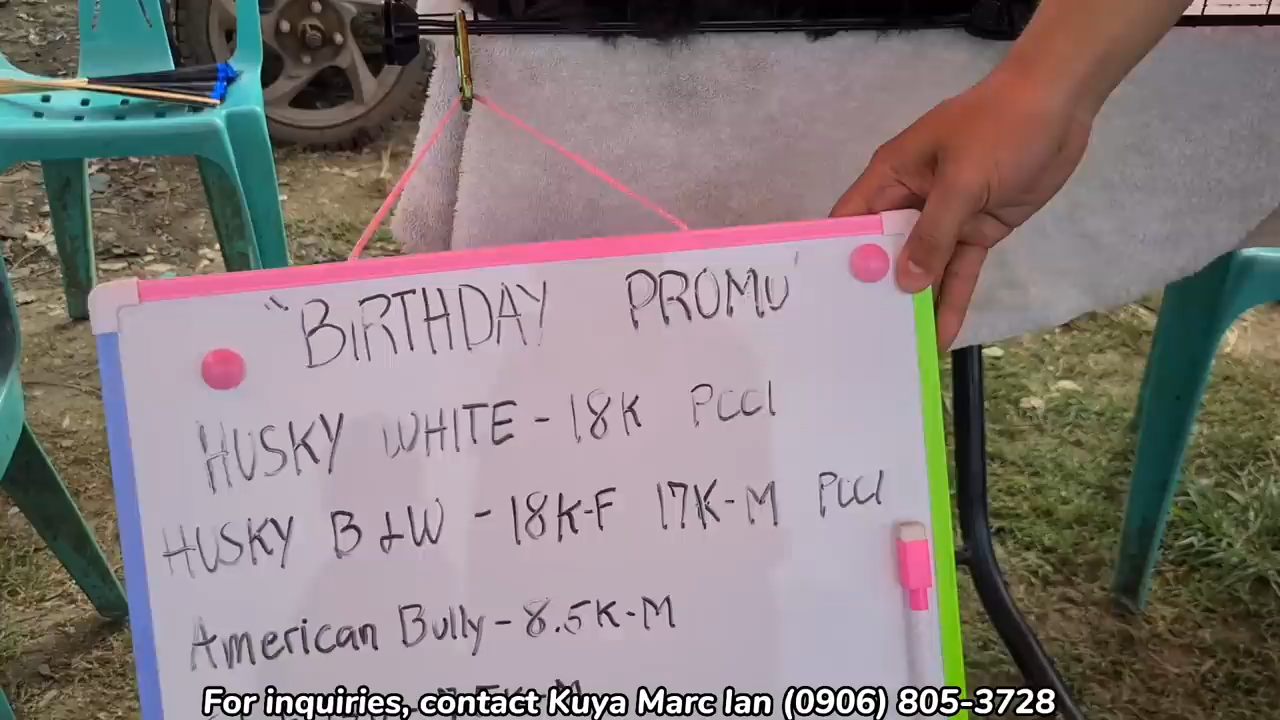 "BIRTHDAY PROMO"
HUSKY WHITE - 18K PCCI
HUSKY B &W - 18K-F 17K-M PCCI
American Bully - 8.5K-M
For inquiries, contact Kuya Marc Ian (0906) 805-3728